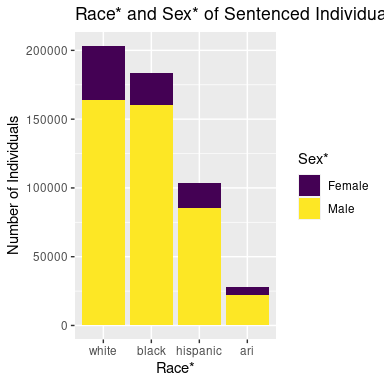 Race* and Sex* of Sentenced
200000
150000
100000
50000
0
Number of Individuals
white black hispanic ari
Race*
Sex*
Female
Male